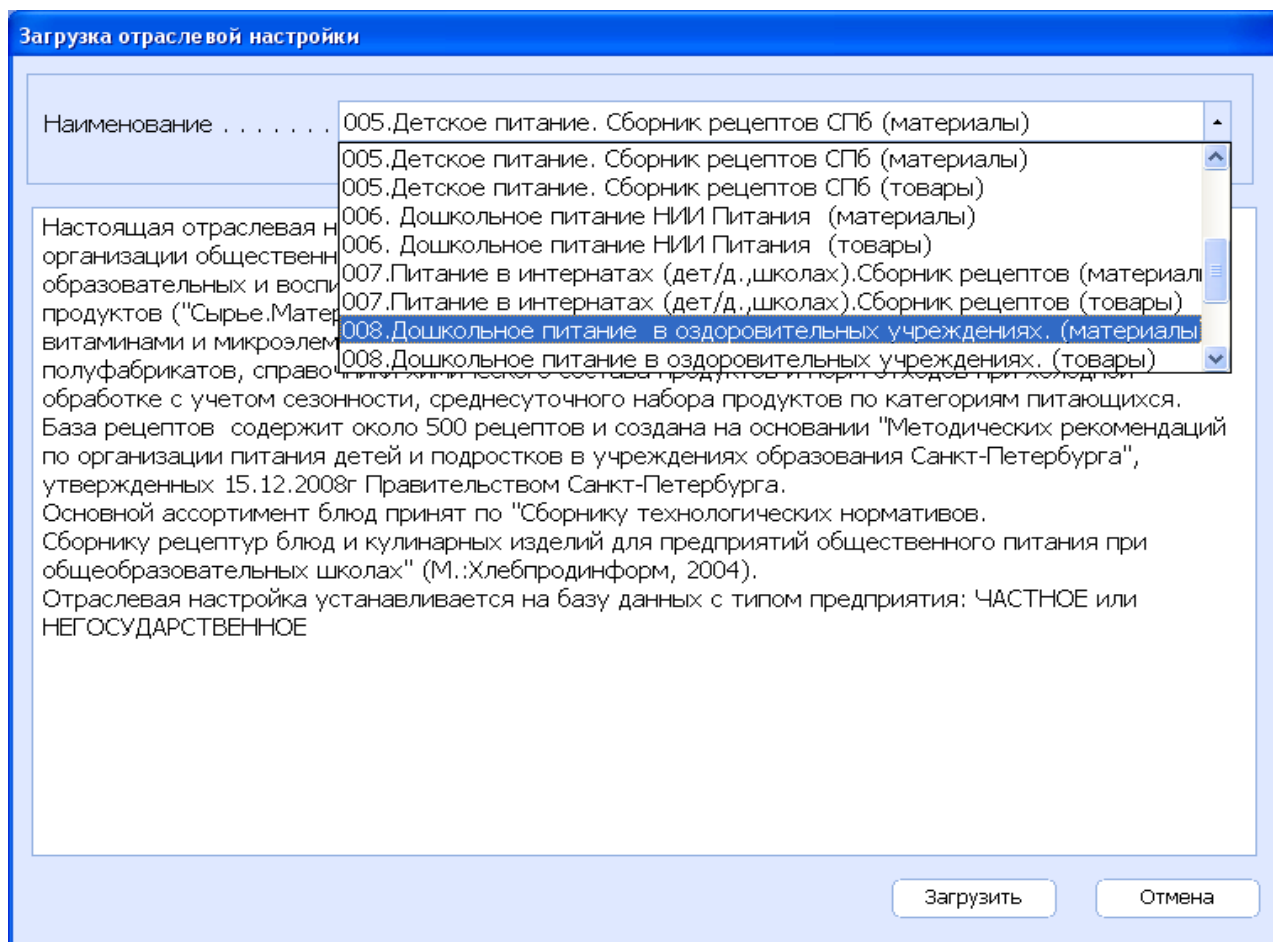 Загрузка отраслевой настройки
Наименование . . . . . . . 005.Детское питание. Сборник рецептов СПб (материалы)
005.Детское питание. Сборник рецептов СПб (материалы)
005.Детское питание. Сборник рецептов СПб (товары)
006. Дошкольное питание НИИ Питания (материалы)
006. Дошкольное питание НИИ Питания (товары)
007.Питание в интернатах (дет/д.,школах).Сборник рецептов (материал
007.Питание в интернатах (дет/д.,школах).Сборник рецептов (товары)
008.Дошкольное питание в оздоровительных учреждениях. (материалы
008.Дошкольное питание в оздоровительных учреждениях. (товары)
Настоящая отраслевая н
организации общественн
образовательных и воспи
продуктов ("Сырье.Матер
витаминами и микроэлем
полуфабрикатов, справочники химического состава продуктов и норм отходов при холодной
обработке с учетом сезонности, среднесуточного набора продуктов по категориям питающихся.
База рецептов содержит около 500 рецептов и создана на основании "Методических рекомендаций
по организации питания детей и подростков в учреждениях образования Санкт-Петербурга",
утвержденных 15.12.2008г Правительством Санкт-Петербурга.
Основной ассортимент блюд принят по "Сборнику технологических нормативов.
Сборнику рецептур блюд и кулинарных изделий для предприятий общественного питания при
общеобразовательных школах" (М.:Хлебпродинформ, 2004).
Отраслевая настройка устанавливается на базу данных с типом предприятия: ЧАСТНОЕ или
НЕГОСУДАРСТВЕННОЕ
Загрузить
Отмена